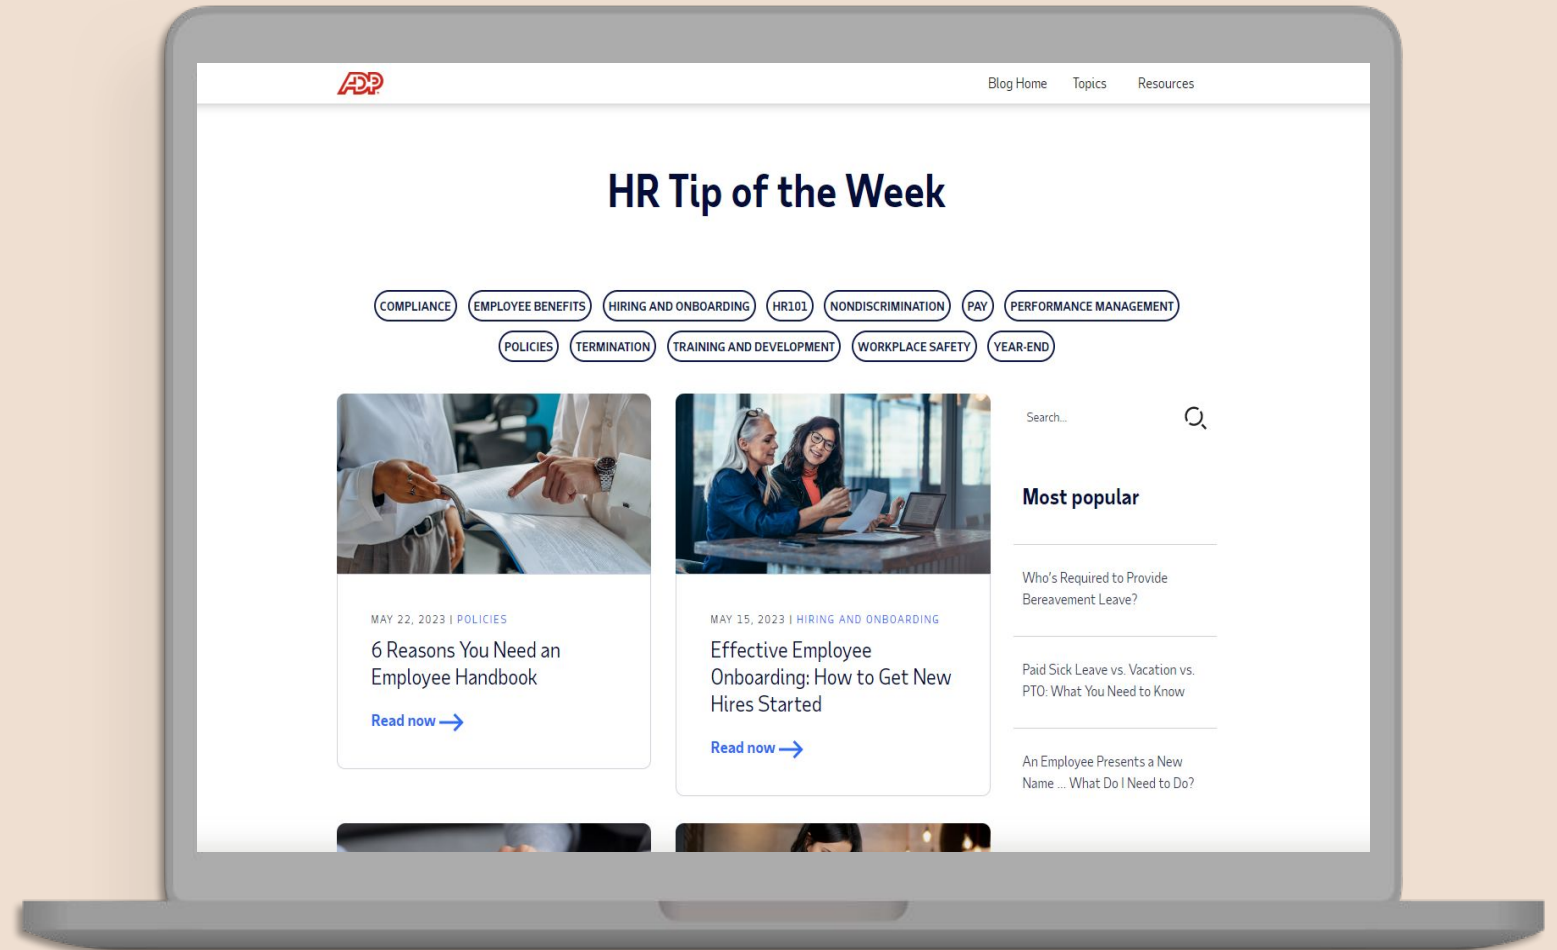 ADP
Blog Home Topics Resources
HR Tip of the Week
COMPLIANCE EMPLOYEE BENEFITS HIRING AND ONBOARDING HR101 NONDISCRIMINATION PAY PERFORMANCE MANAGEMENT
POLICIES TERMINATION TRAINING AND DEVELOPMENT WORKPLACE SAFETY YEAR-END
MAY 22, 2023 | POLICIES
6 Reasons You Need an
Employee Handbook
Read now
MAY 15, 2023 | HIRING AND ONBOARDING
Effective Employee
Onboarding: How to Get New
Hires Started
Read now
Search...
Most popular
Who's Required to Provide
Bereavement Leave?
Paid Sick Leave vs. Vacation vs.
PTO: What You Need to Know
An Employee Presents a New
Name ... What Do I Need to Do?